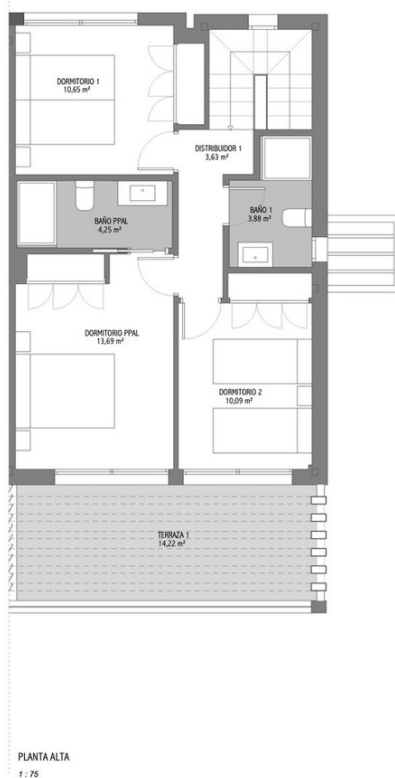 DORMITORIO 1
10,65 m²
DISTRIBUIDOR 1
3,63 m²
BAÑO PPAL
4,25 m²
BAÑO 1
3,88 m²
DORMITORIO PPAL
13,69 m²
DORMITORIO 2
10,09 m²
TERRAZA 1
14,22 m²
PLANTA ALTA
1 : 75